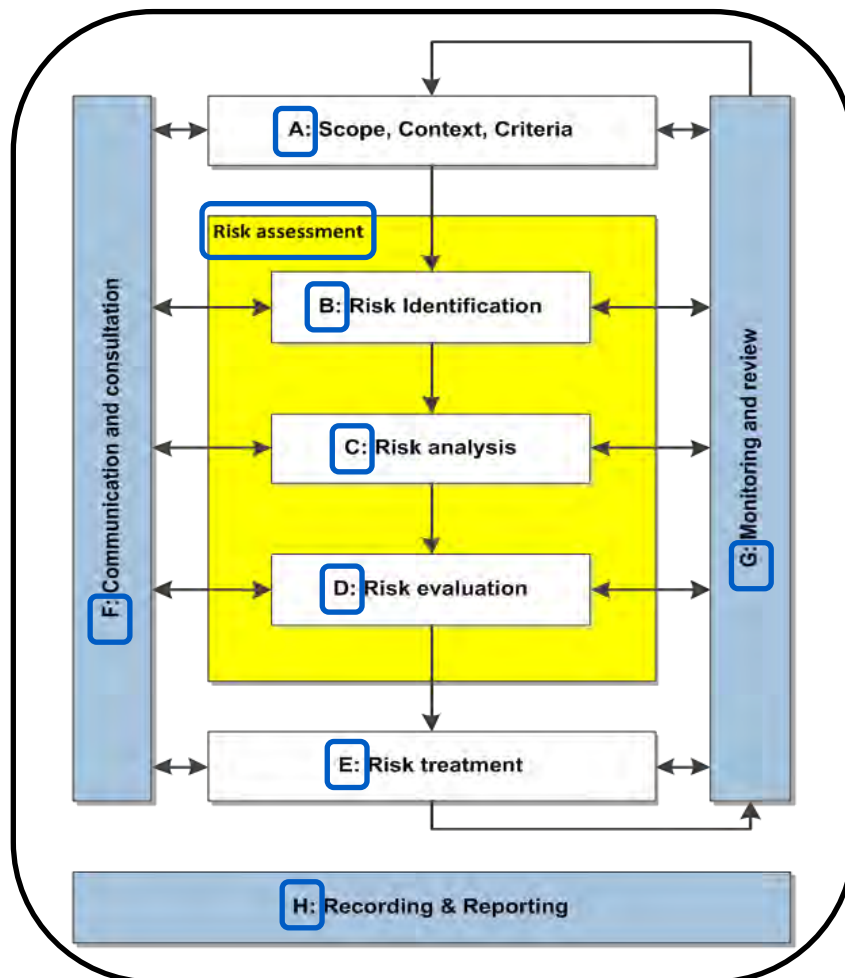 A: Scope, Context, Criteria
Risk assessment
B: Risk Identification
C: Risk analysis
D: Risk evaluation
E: Risk treatment
F: Communication and consultation
G: Monitoring and review
H: Recording & Reporting